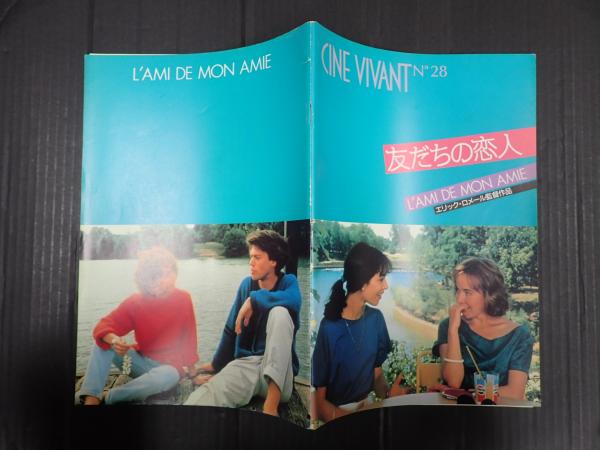 L'AMI DE MON AMIE
CINE VIVANT No 28
友だちの恋人
L'AMI DE MON AMIE
エリック・ロメール監督作品